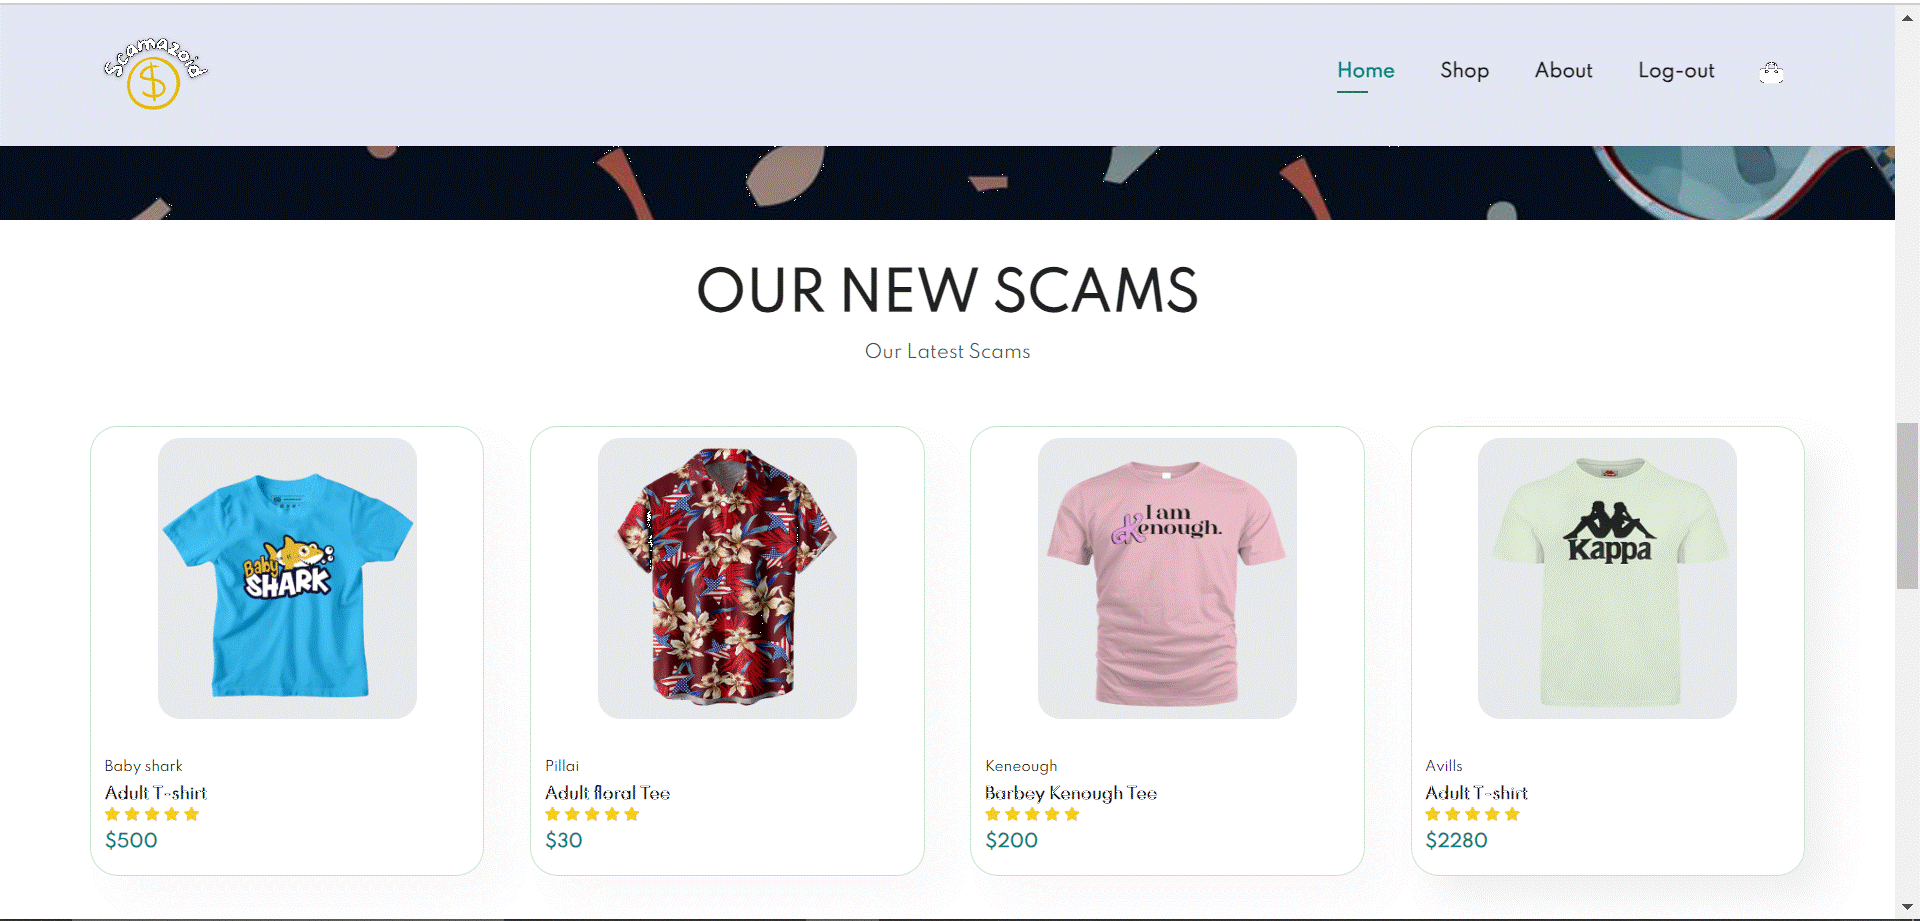 Scamazoid
$
Home Shop About Log-out
OUR NEW SCAMS
Our Latest Scams
Baby
SHARK
I am
Kenough.
Kappa
Baby shark
Adult T-shirt
$500
Pillai
Adult floral Tee
$30
Keneough
Barbey Kenough Tee
$200
Avills
Adult T-shirt
$2280